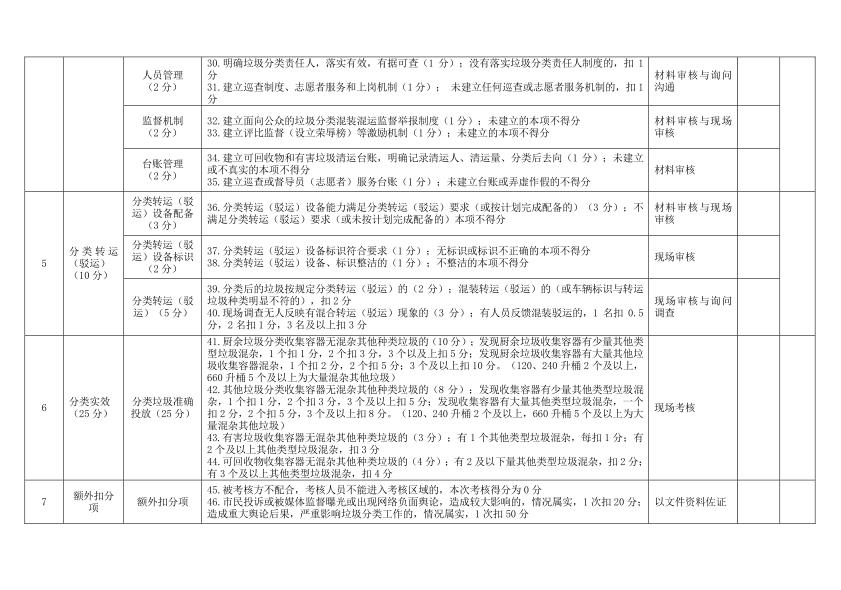 人员管理
（2 分）
30.明确垃圾分类责任人，落实有效，有据可查（1 分）；没有落实垃圾分类责任人制度的，扣 1
分
31.建立巡查制度、志愿者服务和上岗机制（1 分）； 未建立任何巡查或志愿者服务机制的，扣 1
分
材料审核与询问
沟通
监督机制
（2 分）
32.建立面向公众的垃圾分类混装混运监督举报制度（1 分）；未建立的本项不得分
33.建立评比监督（设立荣辱榜）等激励机制（1 分）；未建立的本项不得分
材料审核与现场
审核
台账管理
（2 分）
34.建立可回收物和有害垃圾清运台账，明确记录清运人、清运量、分类后去向（1 分）；未建立
或不真实的本项不得分
35.建立巡查或督导员（志愿者）服务台账（1 分）；未建立台账或弄虚作假的不得分
材料审核
5
分 类 转 运
（驳运）
（10 分）
分类转运（驳
运）设备配备
（3 分）
36.分类转运（驳运）设备能力满足分类转运（驳运）要求（或按计划完成配备的）（3 分）；不
满足分类转运（驳运）要求（或未按计划完成配备的）本项不得分
材料审核与现场
审核
分类转运（驳
运）设备标识
（2 分）
37.分类转运（驳运）设备标识符合要求（1 分）；无标识或标识不正确的本项不得分
38.分类转运（驳运）设备、标识整洁的（1 分）；不整洁的本项不得分
现场审核
分类转运（驳
运）（5 分）
39.分类后的垃圾按规定分类转运（驳运）的（2 分）；混装转运（驳运）的（或车辆标识与转运
垃圾种类明显不符的），扣 2 分
40.现场调查无人反映有混合转运（驳运）现象的（3 分）；有人员反馈混装驳运的，1 名扣 0.5
分，2 名扣 1 分，3 名及以上扣 3 分
现场审核与询问
调查
6
分类实效
（25 分）
分类垃圾准确
投放（25 分）
41.厨余垃圾分类收集容器无混杂其他种类垃圾的（10 分）；发现厨余垃圾收集容器有少量其他类
型垃圾混杂，1 个扣 1 分，2 个扣 3 分，3 个以及上扣 5 分；发现厨余垃圾收集容器有大量其他垃
圾收集容器混杂，1 个扣 2 分，2 个扣 5 分；3 个及以上扣 10 分。（120、240 升桶 2 个及以上，
660 升桶 5 个及以上为大量混杂其他垃圾）
42.其他垃圾分类收集容器无混杂其他种类垃圾的（8 分）；发现收集容器有少量其他类型垃圾混
杂，1 个扣 1 分，2 个扣 3 分，3 个及以上扣 5 分；发现收集容器有大量其他类型垃圾混杂，一个
扣 2 分，2 个扣 5 分，3 个及以上扣 8 分。（120、240 升桶 2 个及以上，660 升桶 5 个及以上为大
量混杂其他垃圾）
43.有害垃圾收集容器无混杂其他种类垃圾的（3 分）；有 1 个其他类型垃圾混杂，每扣 1 分；有
2 个及以上其他类型垃圾混杂，扣 3 分
44.可回收物收集容器无混杂其他种类垃圾的（4 分）；有 2 及以下量其他类型垃圾混杂，扣 2 分；
有 3 个及以上其他类型垃圾混杂，扣 4 分
现场考核
7
额外扣分
项
额外扣分项
45.被考核方不配合，考核人员不能进入考核区域的，本次考核得分为 0 分
46.市民投诉或被媒体监督曝光或出现网络负面舆论，造成较大影响的，情况属实，1 次扣 20 分；
造成重大舆论后果，严重影响垃圾分类工作的，情况属实，1 次扣 50 分
以文件资料佐证